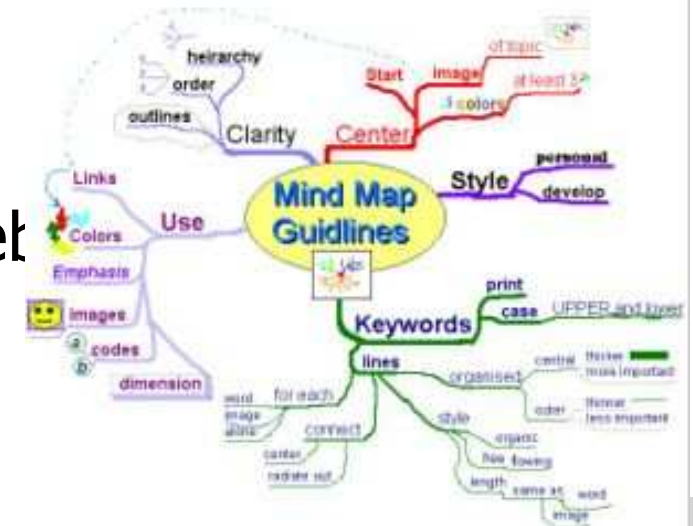 Mind Map
Guidlines
Center
Start
image
of topic
colors
at least 3
Style
personal
develop
Keywords
print
case
UPPER and lower
lines
organised
central
thicker
more important
oder
thinner
less important
style
organic
free flowing
length
same as
word
image
connect
center
radiate out
for each
word
image
alone
Use
Links
Colors
Emphasis
Images
codes
a
b
dimension
Clarity
heirarchy
order
outlines